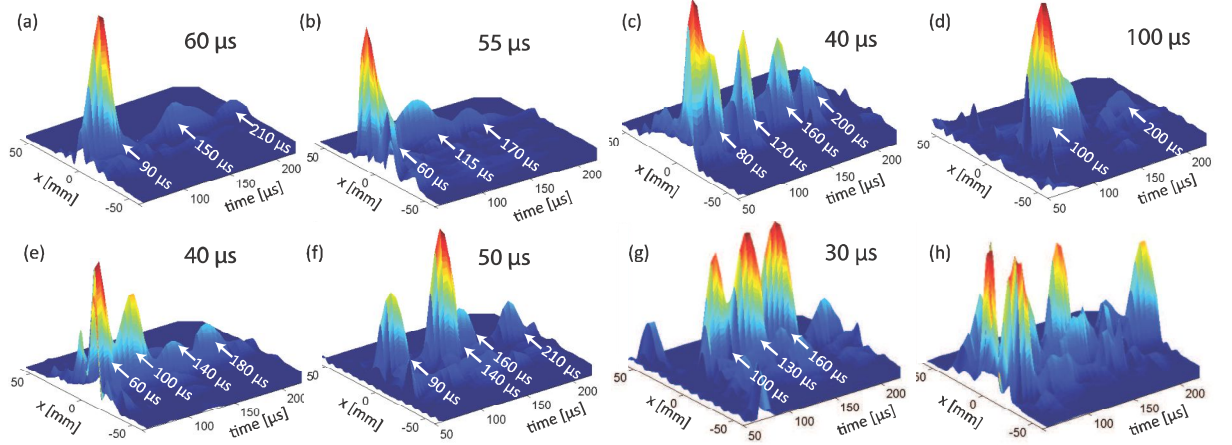 (a) 60 µs
90 µs
150 µs
210 µs
50
0
-50
x [mm]
100
150
200
time [µs]
(b) 55 µs
60 µs
115 µs
170 µs
50
0
-50
x [mm]
100
150
200
time [µs]
(c) 40 µs
80 µs
120 µs
160 µs
200 µs
50
0
-50
x [mm]
50
100
150
200
time [µs]
(d) 100 µs
100 µs
200 µs
50
0
-50
x [mm]
50
100
150
200
time [µs]
(e) 40 µs
60 µs
100 µs
140 µs
180 µs
50
0
-50
x [mm]
100
150
200
time [µs]
(f) 50 µs
90 µs
140 µs
160 µs
210 µs
50
0
-50
x [mm]
100
150
200
time [µs]
(g) 30 µs
100 µs
130 µs
160 µs
50
0
-50
x [mm]
50
100
150
200
time [µs]
(h)
50
0
-50
x [mm]
100
150
200
time [µs]